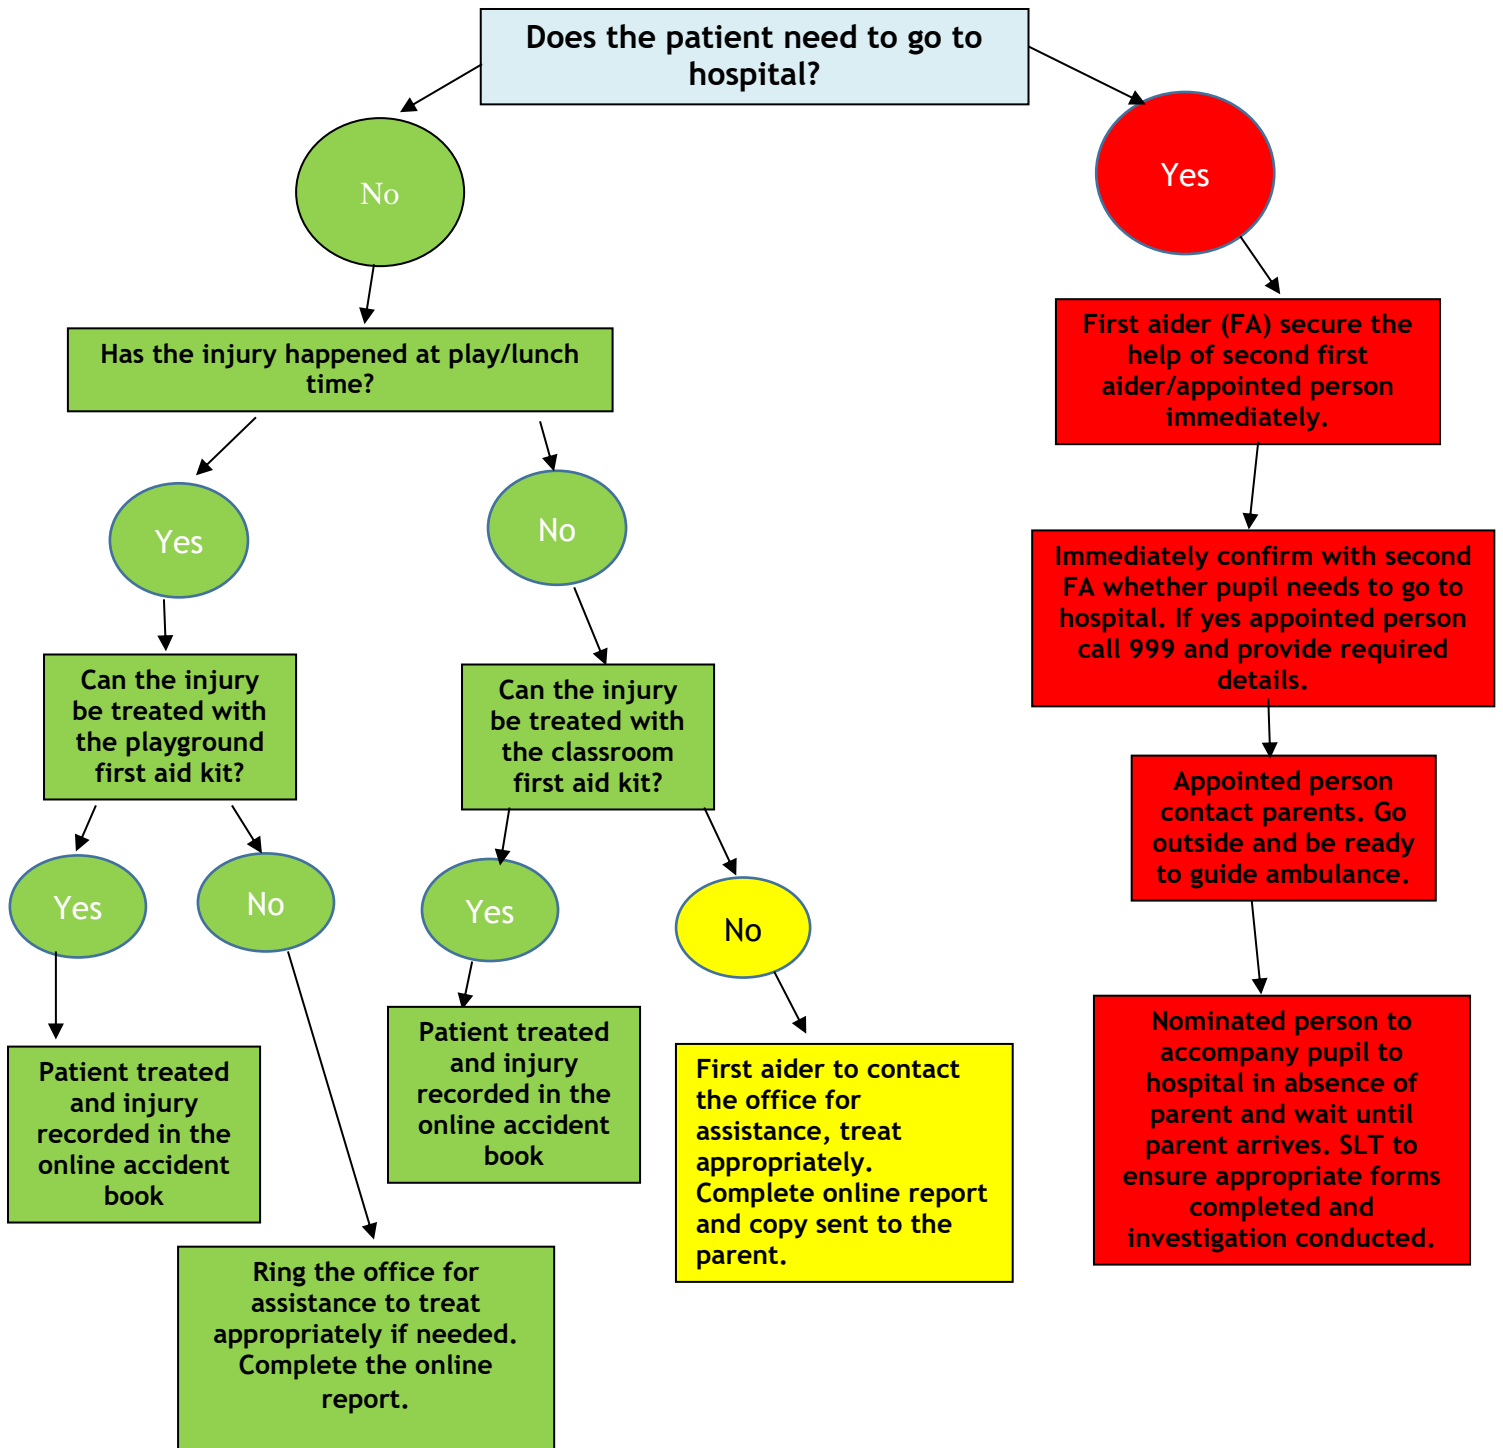 Does the patient need to go to
hospital?
No
Yes
Has the injury happened at play/lunch
time?
Yes
No
Can the injury
be treated with
the playground
first aid kit?
Can the injury
be treated with
the classroom
first aid kit?
Yes
No
Yes
No
Patient treated
and injury
recorded in the
online accident
book
Ring the office for
assistance to treat
appropriately if needed.
Complete the online
report.
Patient treated
and injury
recorded in the
online accident
book
First aider to contact
the office for
assistance, treat
appropriately.
Complete online report
and copy sent to the
parent.
First aider (FA) secure the
help of second first
aider/appointed person
immediately.
Immediately confirm with second
FA whether pupil needs to go to
hospital. If yes appointed person
call 999 and provide required
details.
Appointed person
contact parents. Go
outside and be ready
to guide ambulance.
Nominated person to
accompany pupil to
hospital in absence of
parent and wait until
parent arrives. SLT to
ensure appropriate forms
completed and
investigation conducted.